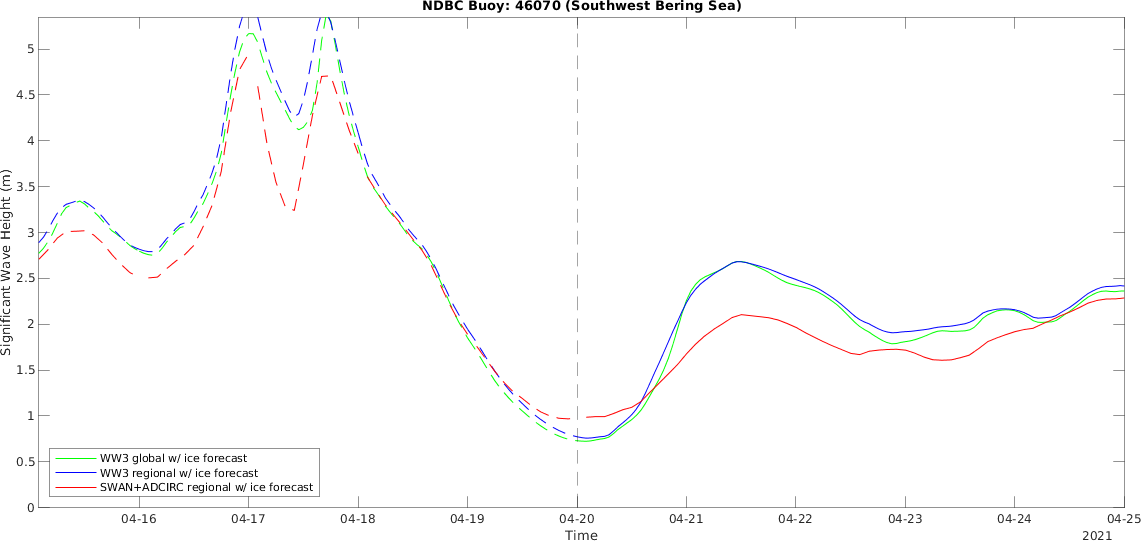 NDBC Buoy: 46070 (Southwest Bering Sea)
Significant Wave Height (m)
5
4.5
4
3.5
3
2.5
2
1.5
1
0.5
0
WW3 global w/ ice forecast
WW3 regional w/ ice forecast
SWAN+ADCIRC regional w/ ice forecast
04-16 04-17 04-18 04-19 04-20 04-21 04-22 04-23 04-24 04-25
Time
2021